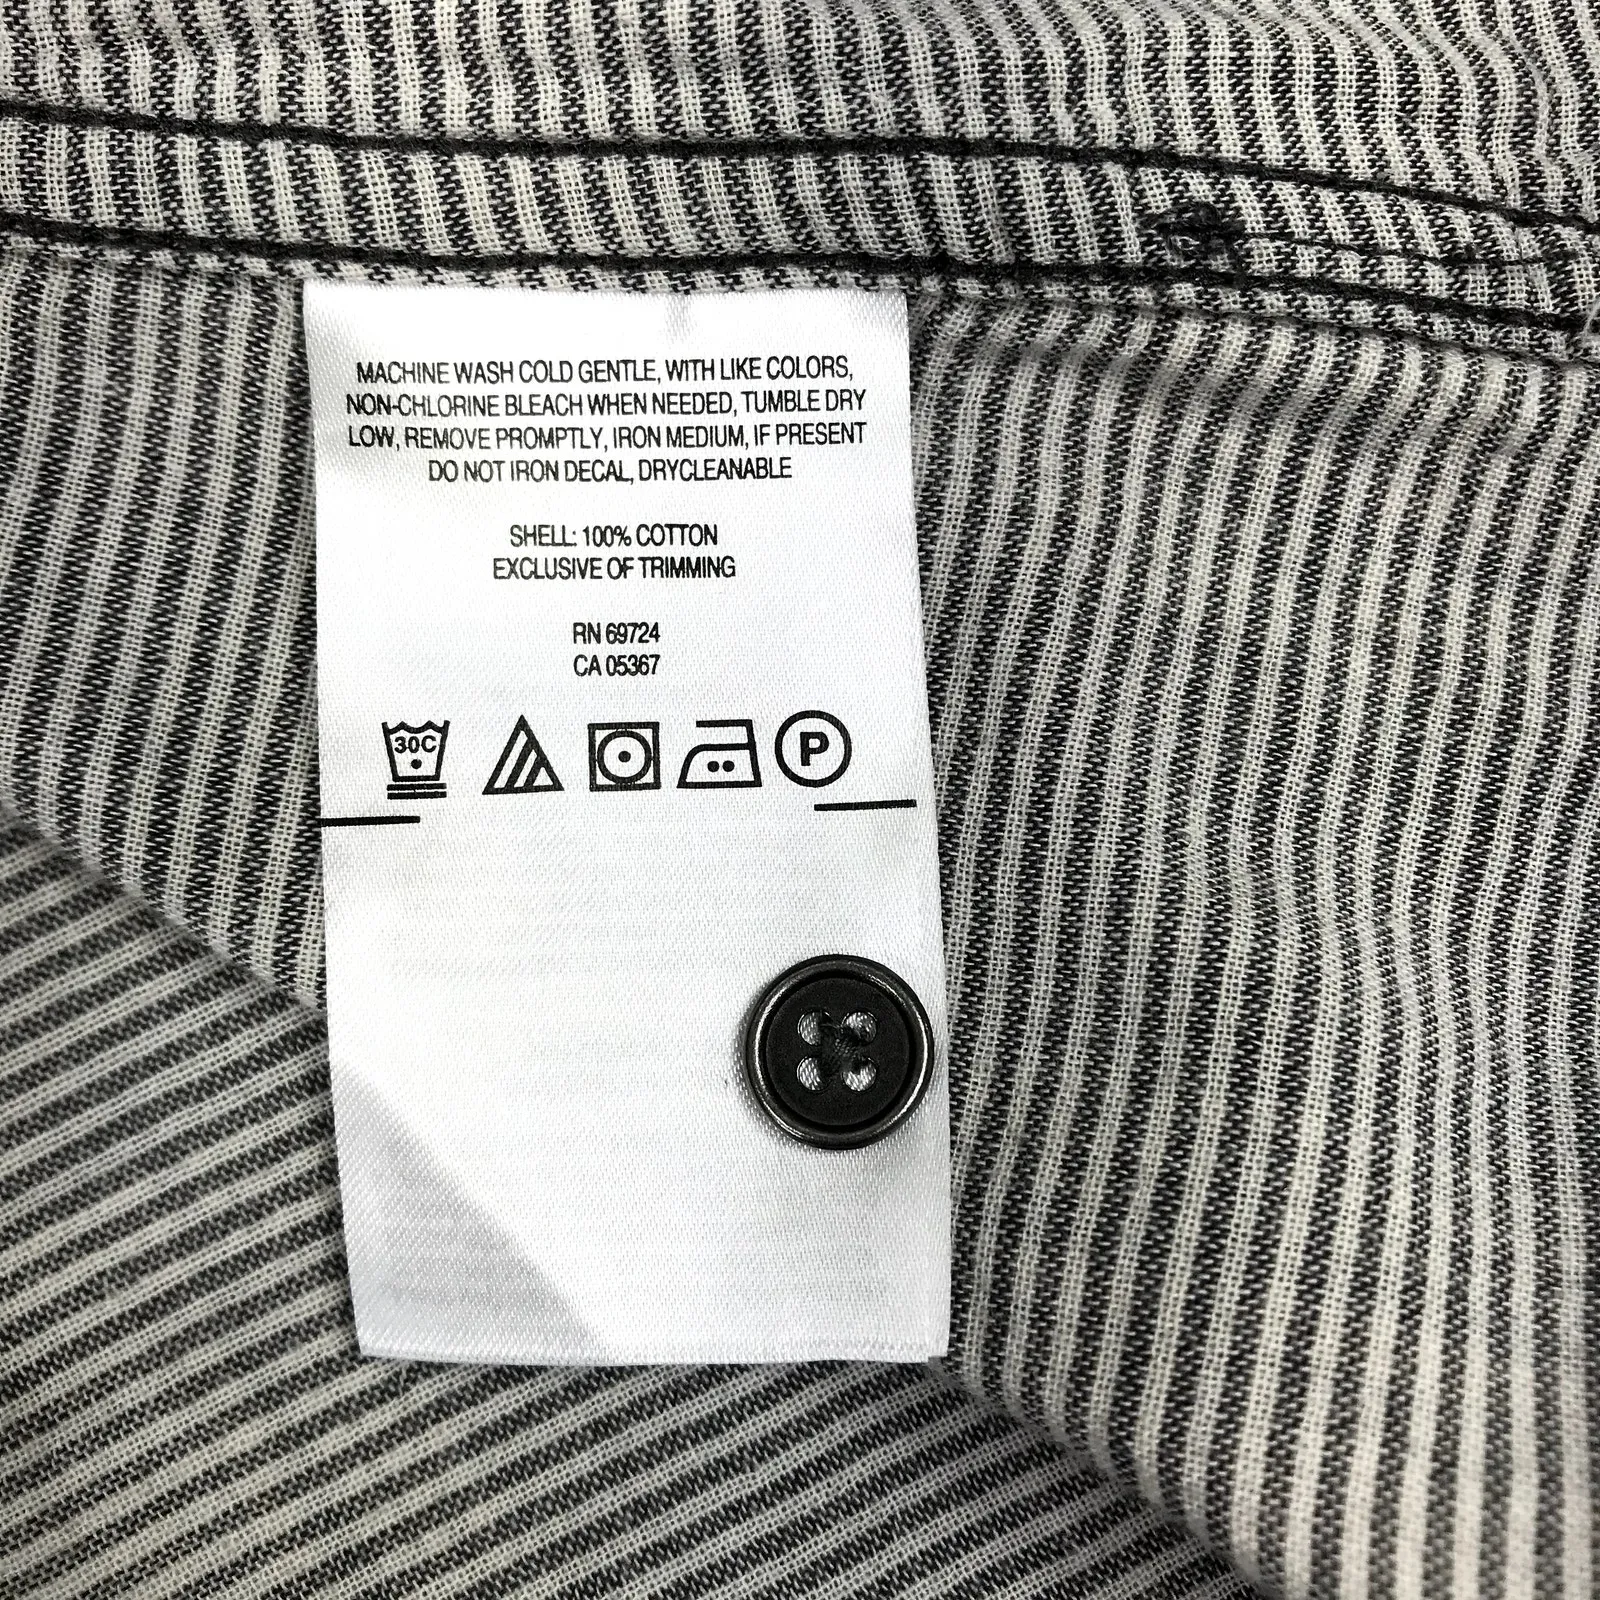 MACHINE WASH COLD GENTLE, WITH LIKE COLORS,
NON-CHLORINE BLEACH WHEN NEEDED, TUMBLE DRY
LOW, REMOVE PROMPTLY, IRON MEDIUM, IF PRESENT
DO NOT IRON DECAL, DRYCLEANABLE
SHELL: 100% COTTON
EXCLUSIVE OF TRIMMING
RN 69724
CA 05367
30C P